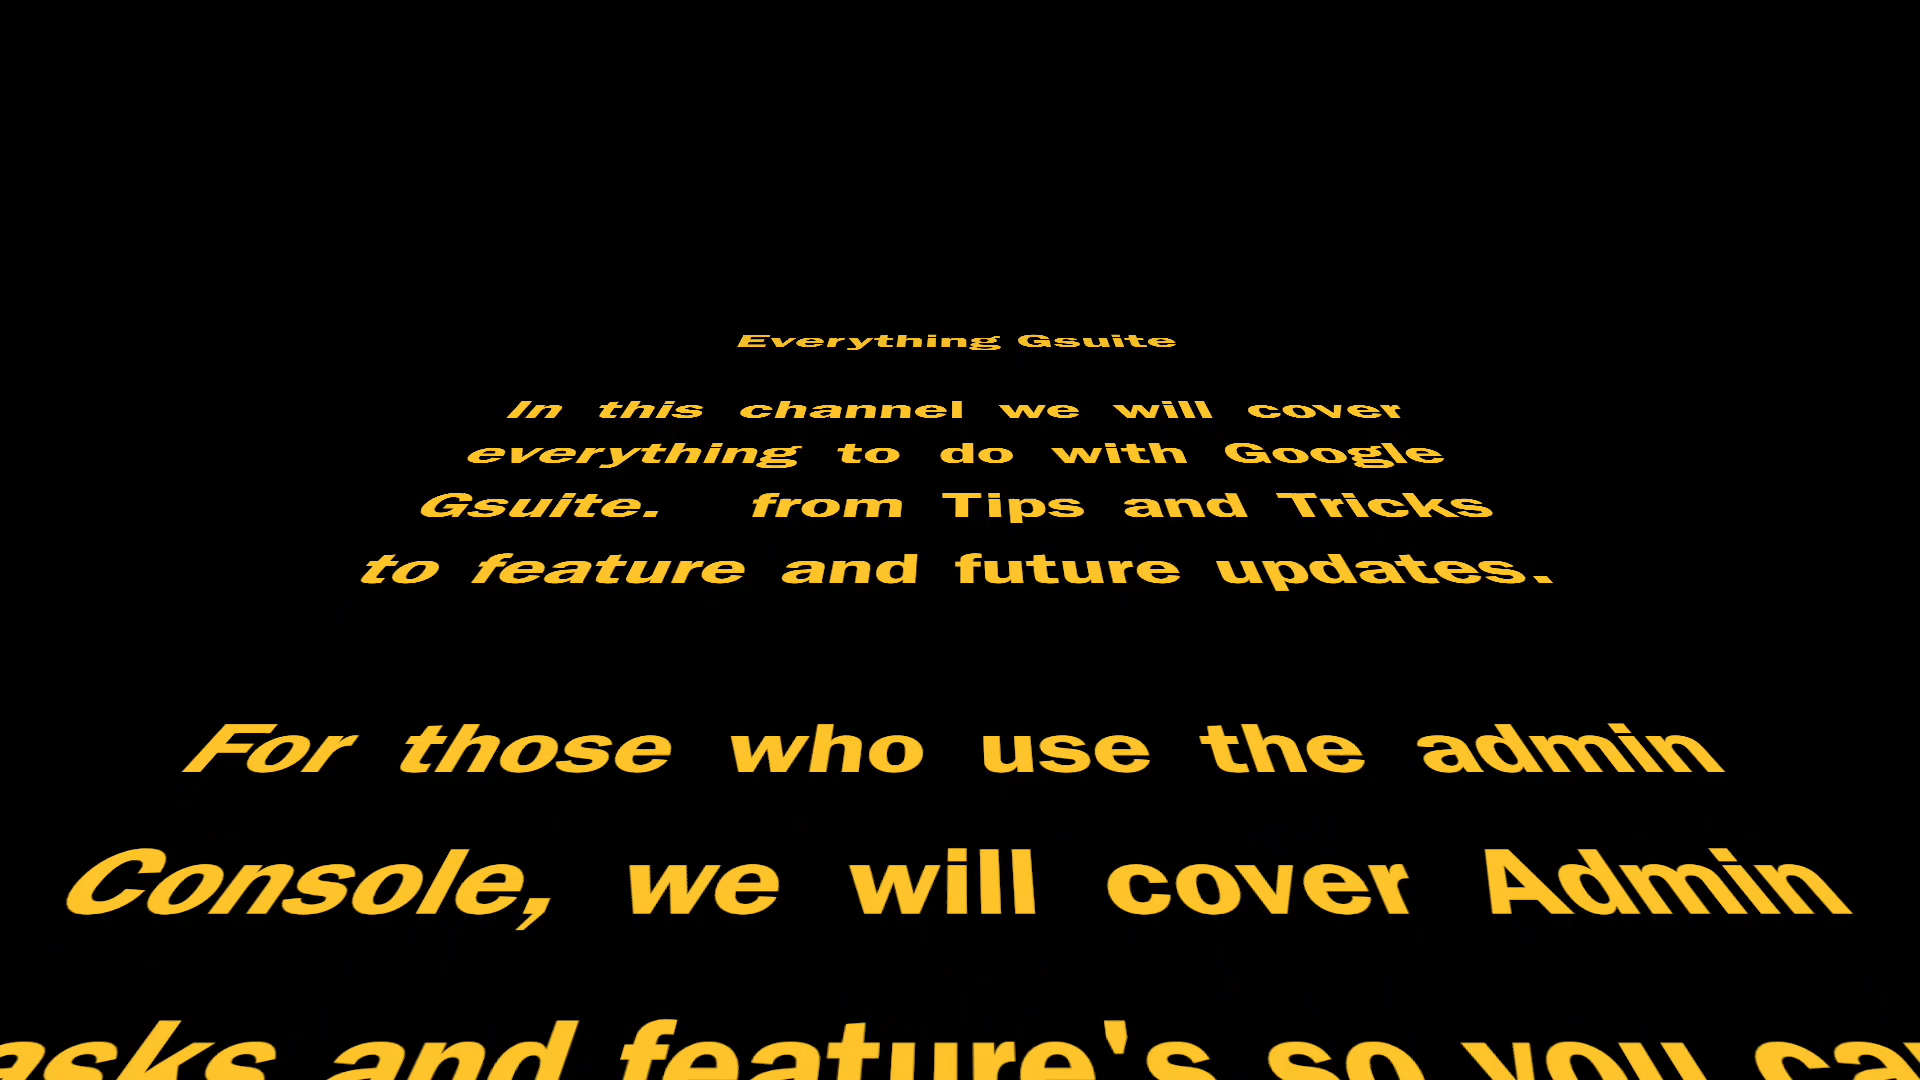 Everything Gsuite
In this channel we will cover
everything to do with Google
Gsuite. from Tips and Tricks
to feature and future updates.
For those who use the admin
Console, we will cover Admin
and feature's so you